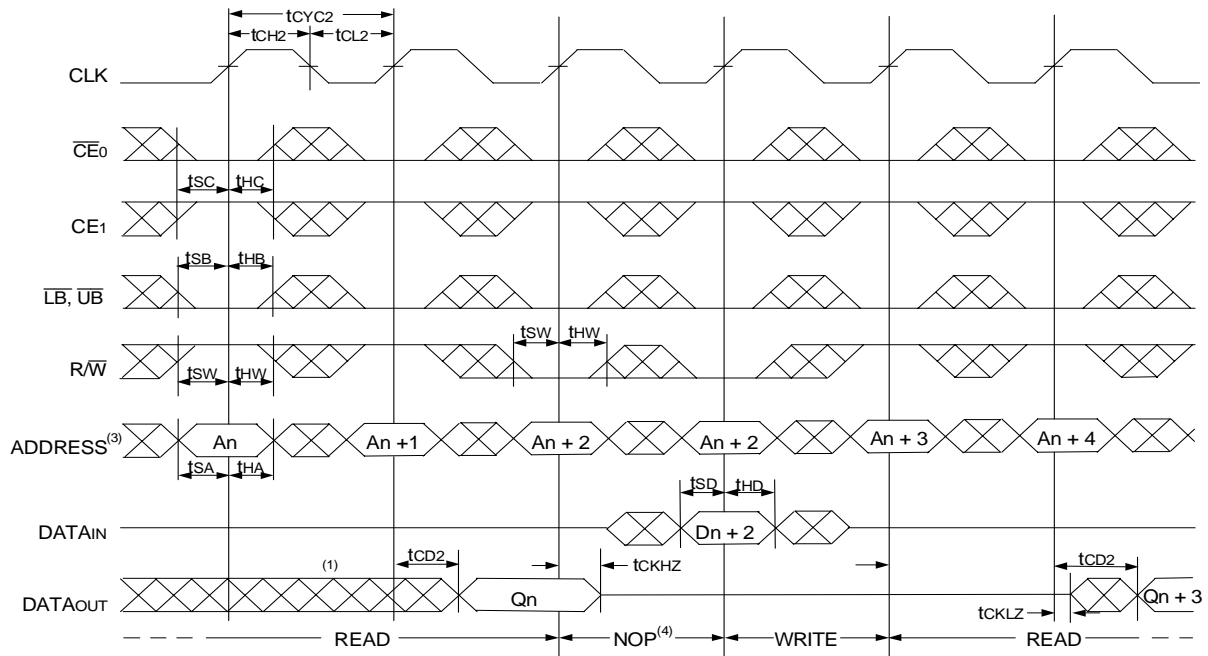 tCYC2
tCH2 tCL2
CLK
CE0
tSC tHC
CE1
tSB tHB
LB, UB
tSW tHW
R/W
tSW tHW
ADDRESS(3) An An +1 An + 2 An + 2 An + 3 An + 4
tSA tHA
tSD tHD
DATAIN Dn + 2
tCD2 tCKHZ tCD2
(1)
DATAOUT Qn Qn + 3
tCKLZ
READ NOP(4) WRITE READ